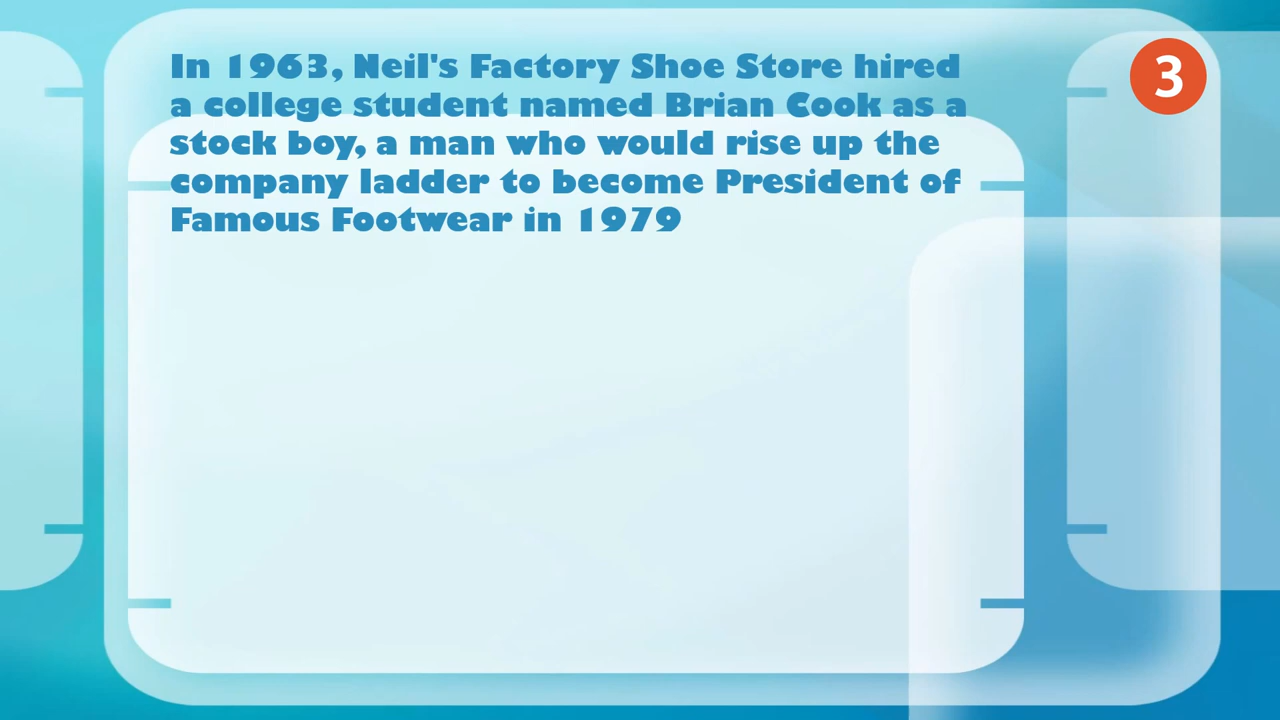 In 1963, Neil's Factory Shoe Store hired
a college student named Brian Cook as a
stock boy, a man who would rise up the
company ladder to become President of
Famous Footwear in 1979
3